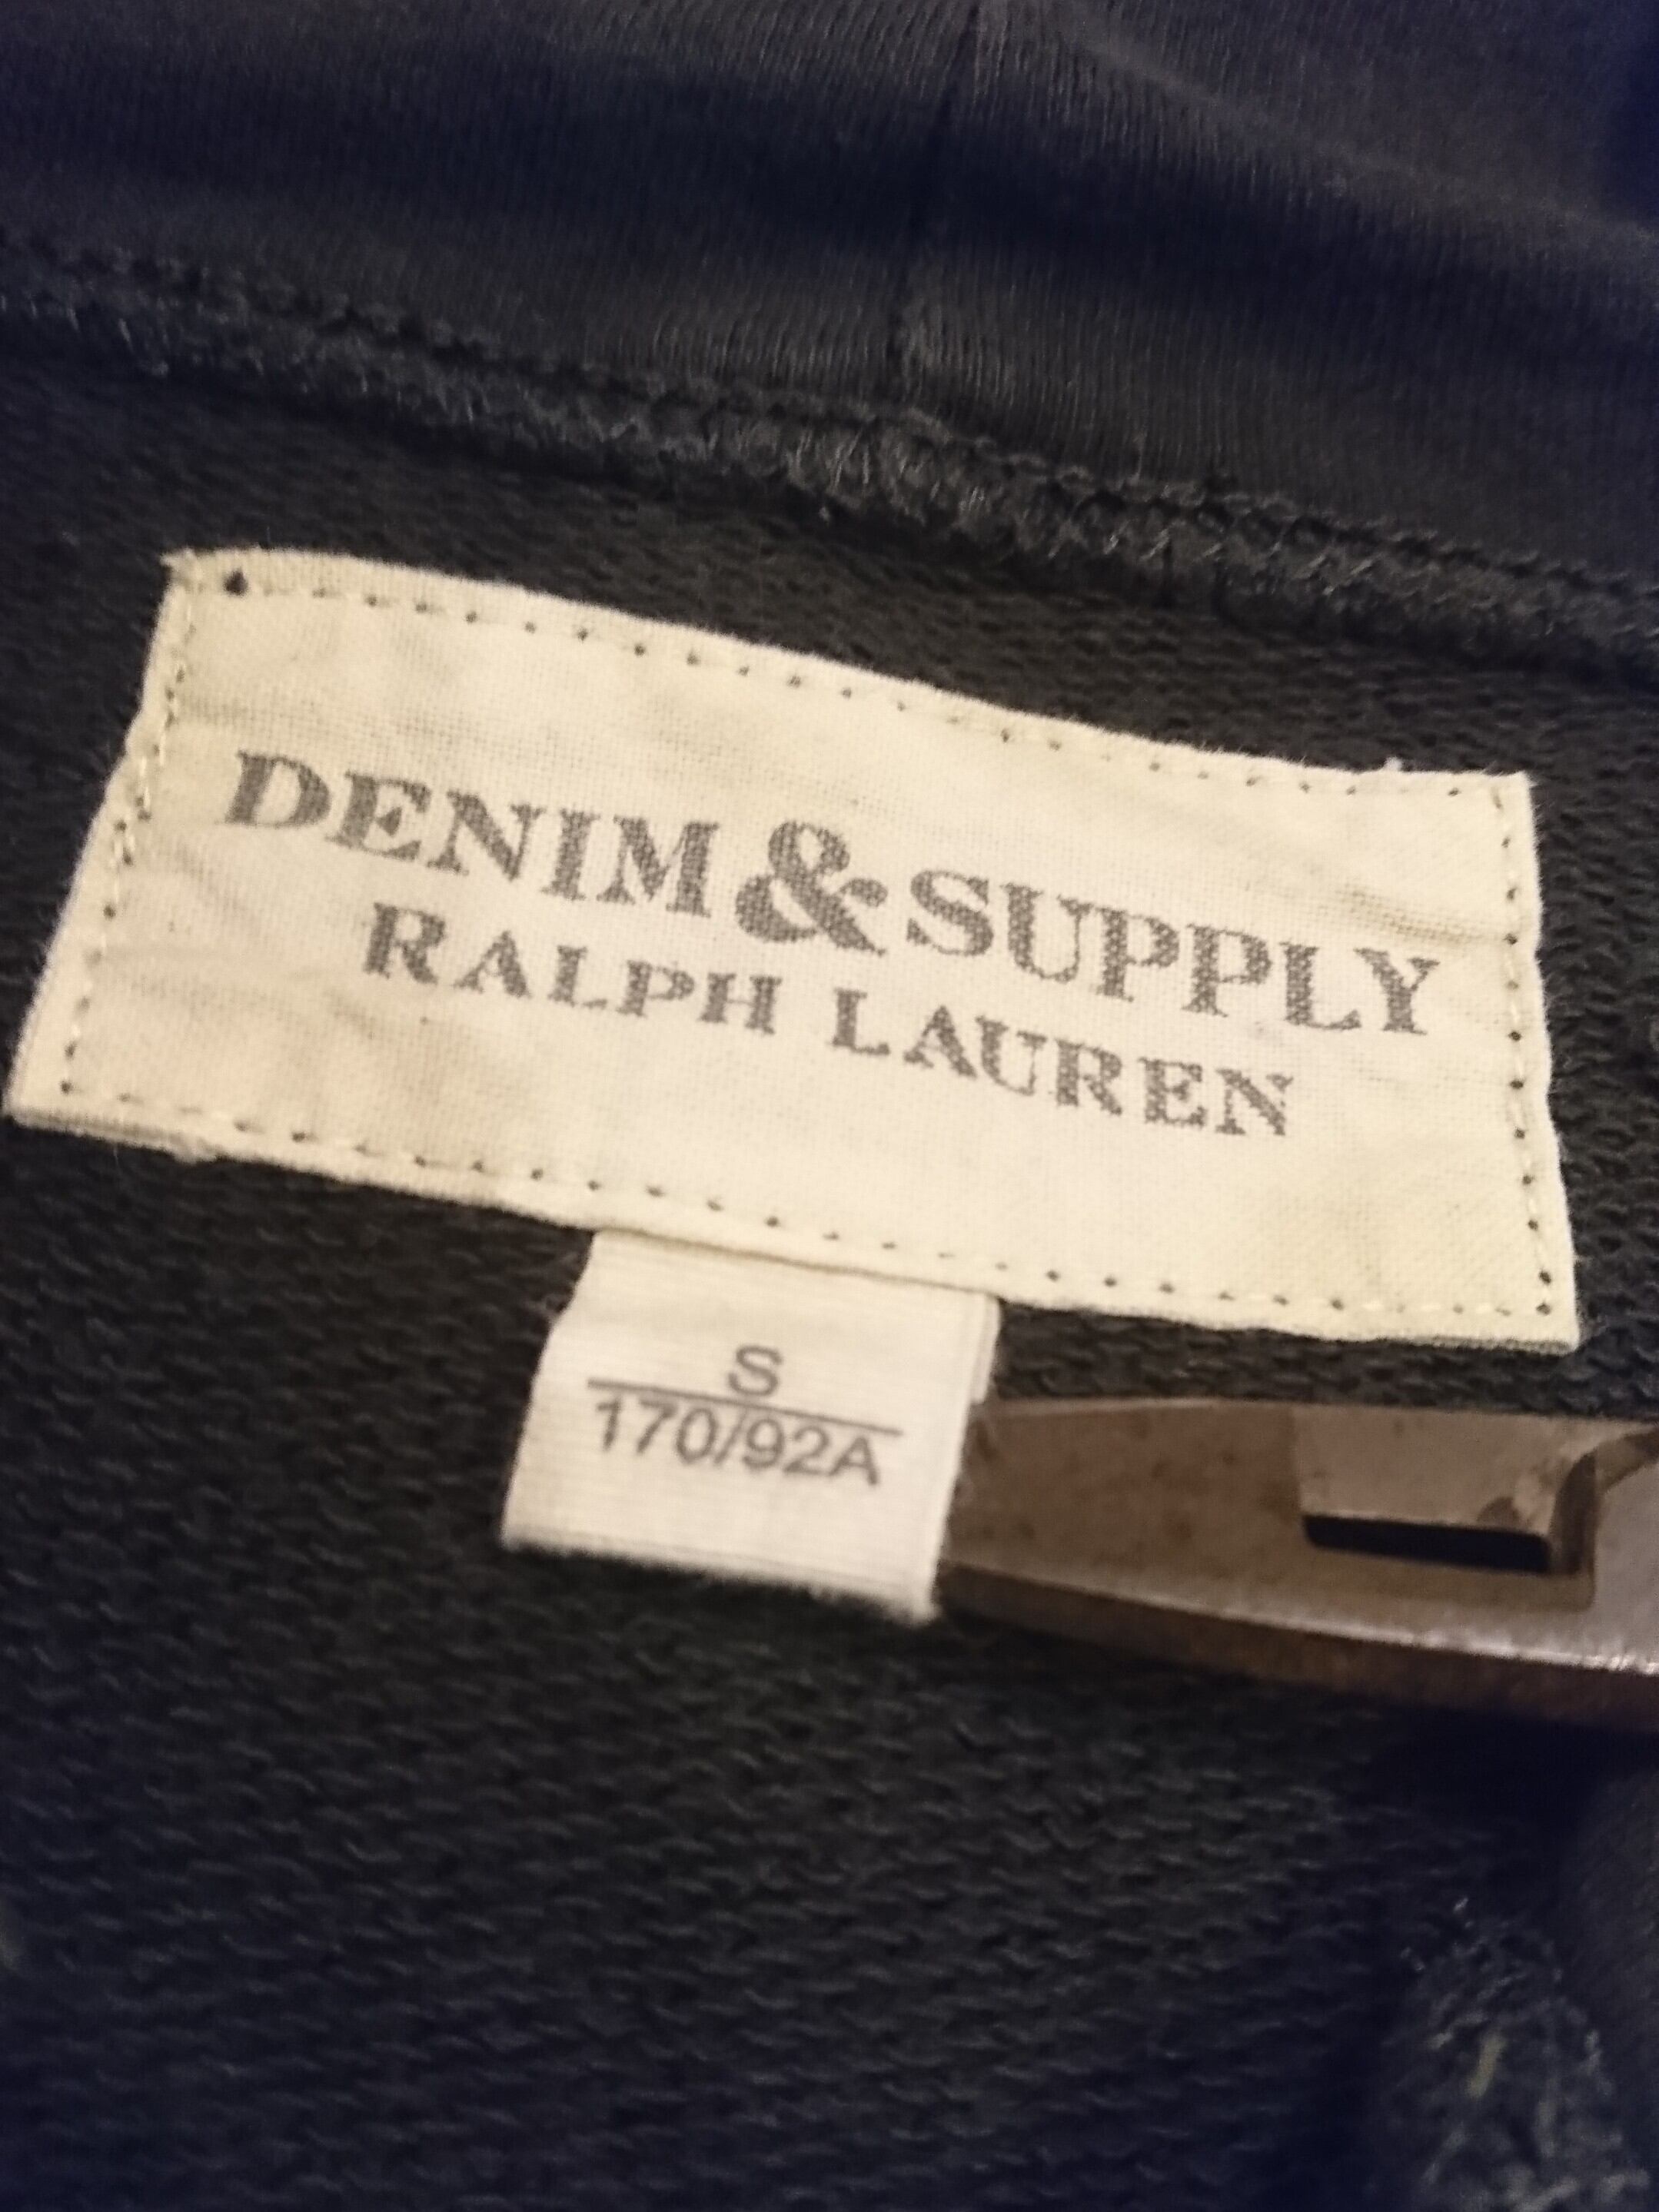 DENIM & SUPPLY
RALPH LAUREN
S
170/92A